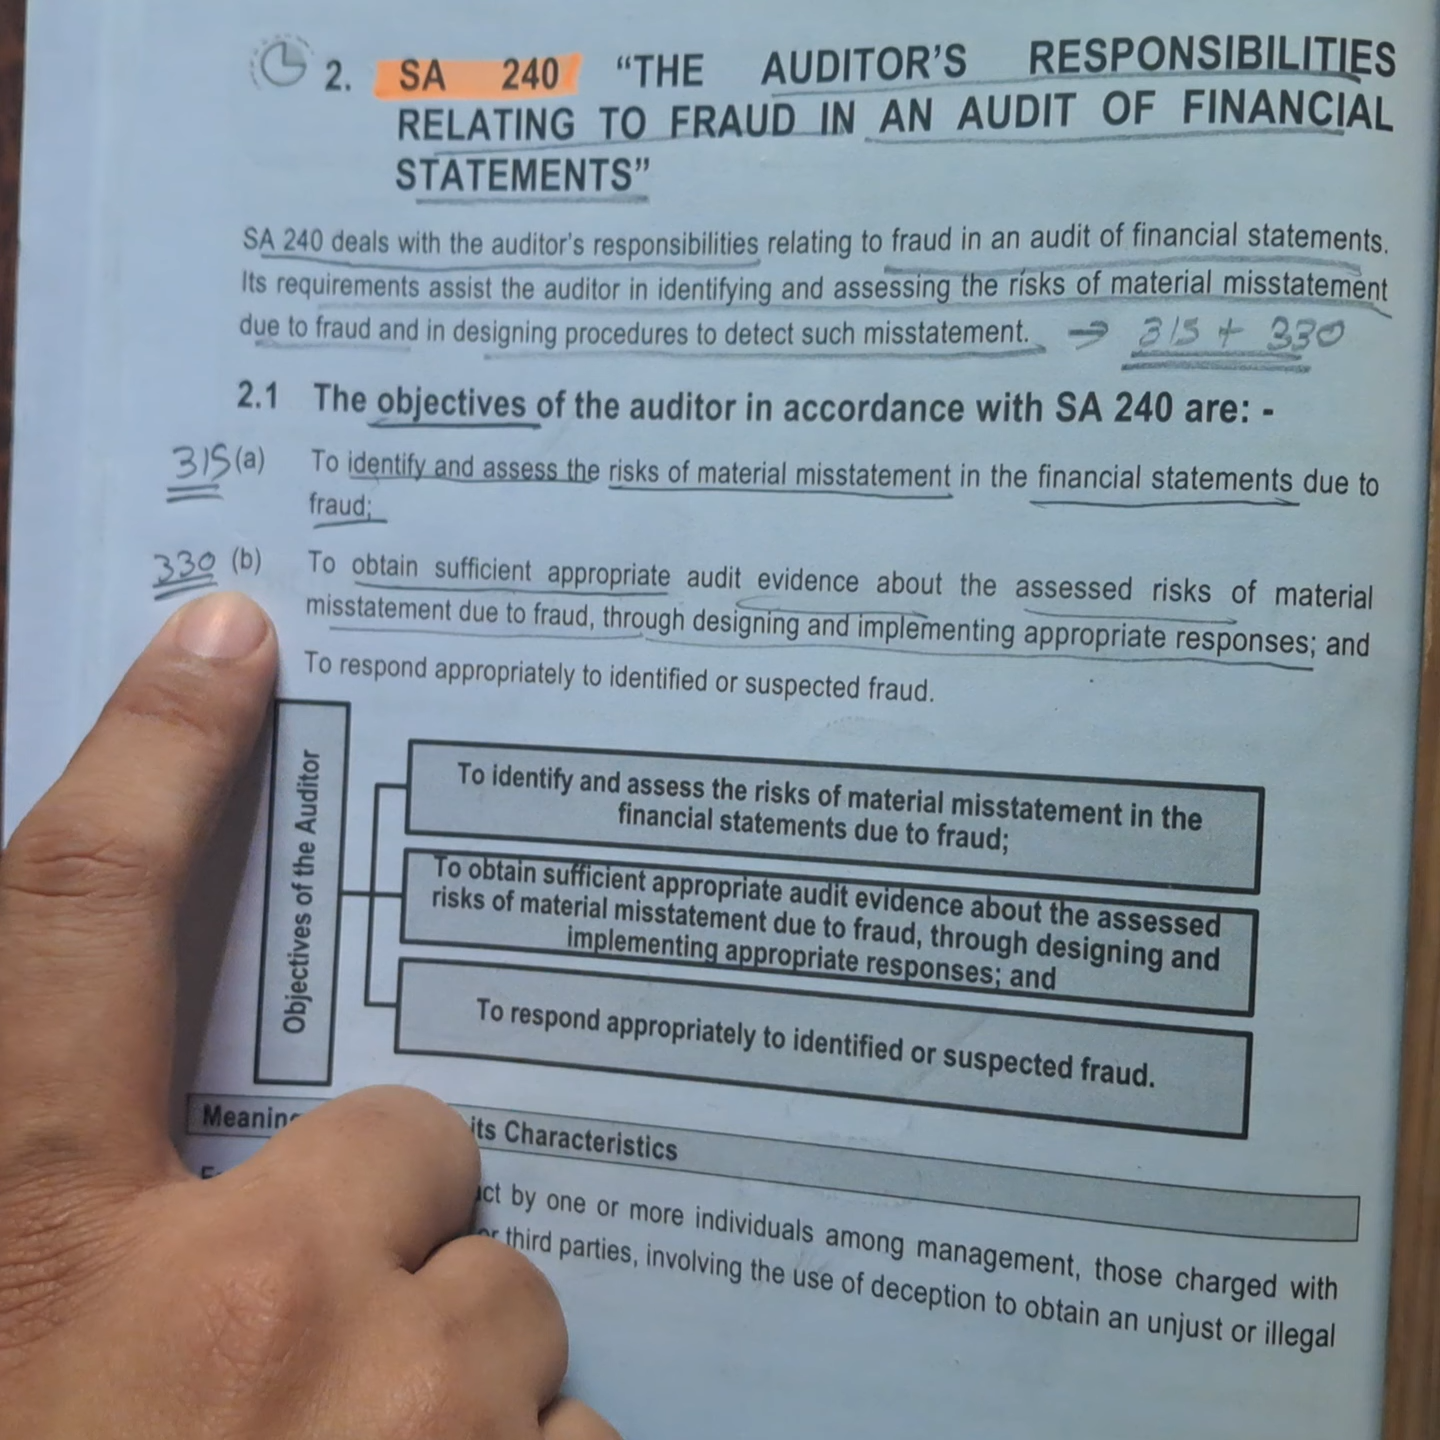 2. SA 240 “THE AUDITOR’S RESPONSIBILITIES
RELATING TO FRAUD IN AN AUDIT OF FINANCIAL
STATEMENTS”
SA 240 deals with the auditor’s responsibilities relating to fraud in an audit of financial statements.
Its requirements assist the auditor in identifying and assessing the risks of material misstatement
due to fraud and in designing procedures to detect such misstatement. → 315 + 330
2.1 The objectives of the auditor in accordance with SA 240 are: -
315 (a) To identify and assess the risks of material misstatement in the financial statements due to
fraud;
330 (b) To obtain sufficient appropriate audit evidence about the assessed risks of material
misstatement due to fraud, through designing and implementing appropriate responses; and
To respond appropriately to identified or suspected fraud.
Objectives of the Auditor
To identify and assess the risks of material misstatement in the
financial statements due to fraud;
To obtain sufficient appropriate audit evidence about the assessed
risks of material misstatement due to fraud, through designing and
implementing appropriate responses; and
To respond appropriately to identified or suspected fraud.
its Characteristics
by one or more individuals among management, those charged with
third parties, involving the use of deception to obtain an unjust or illegal